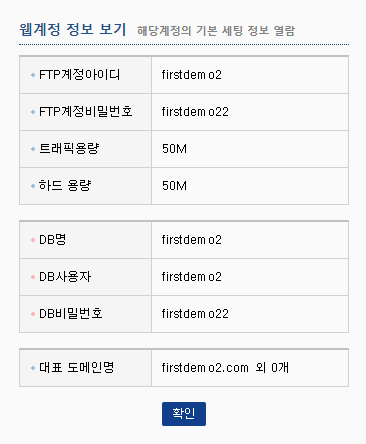 웹계정 정보 보기 해당계정의 기본 세팅 정보 열람
FTP계정아이디 firstdemo2
FTP계정비밀번호 firstdemo22
트래픽용량 50M
하드 용량 50M
DB명 firstdemo2
DB사용자 firstdemo2
DB비밀번호 firstdemo22
대표 도메인명 firstdemo2.com 외 0개
확인